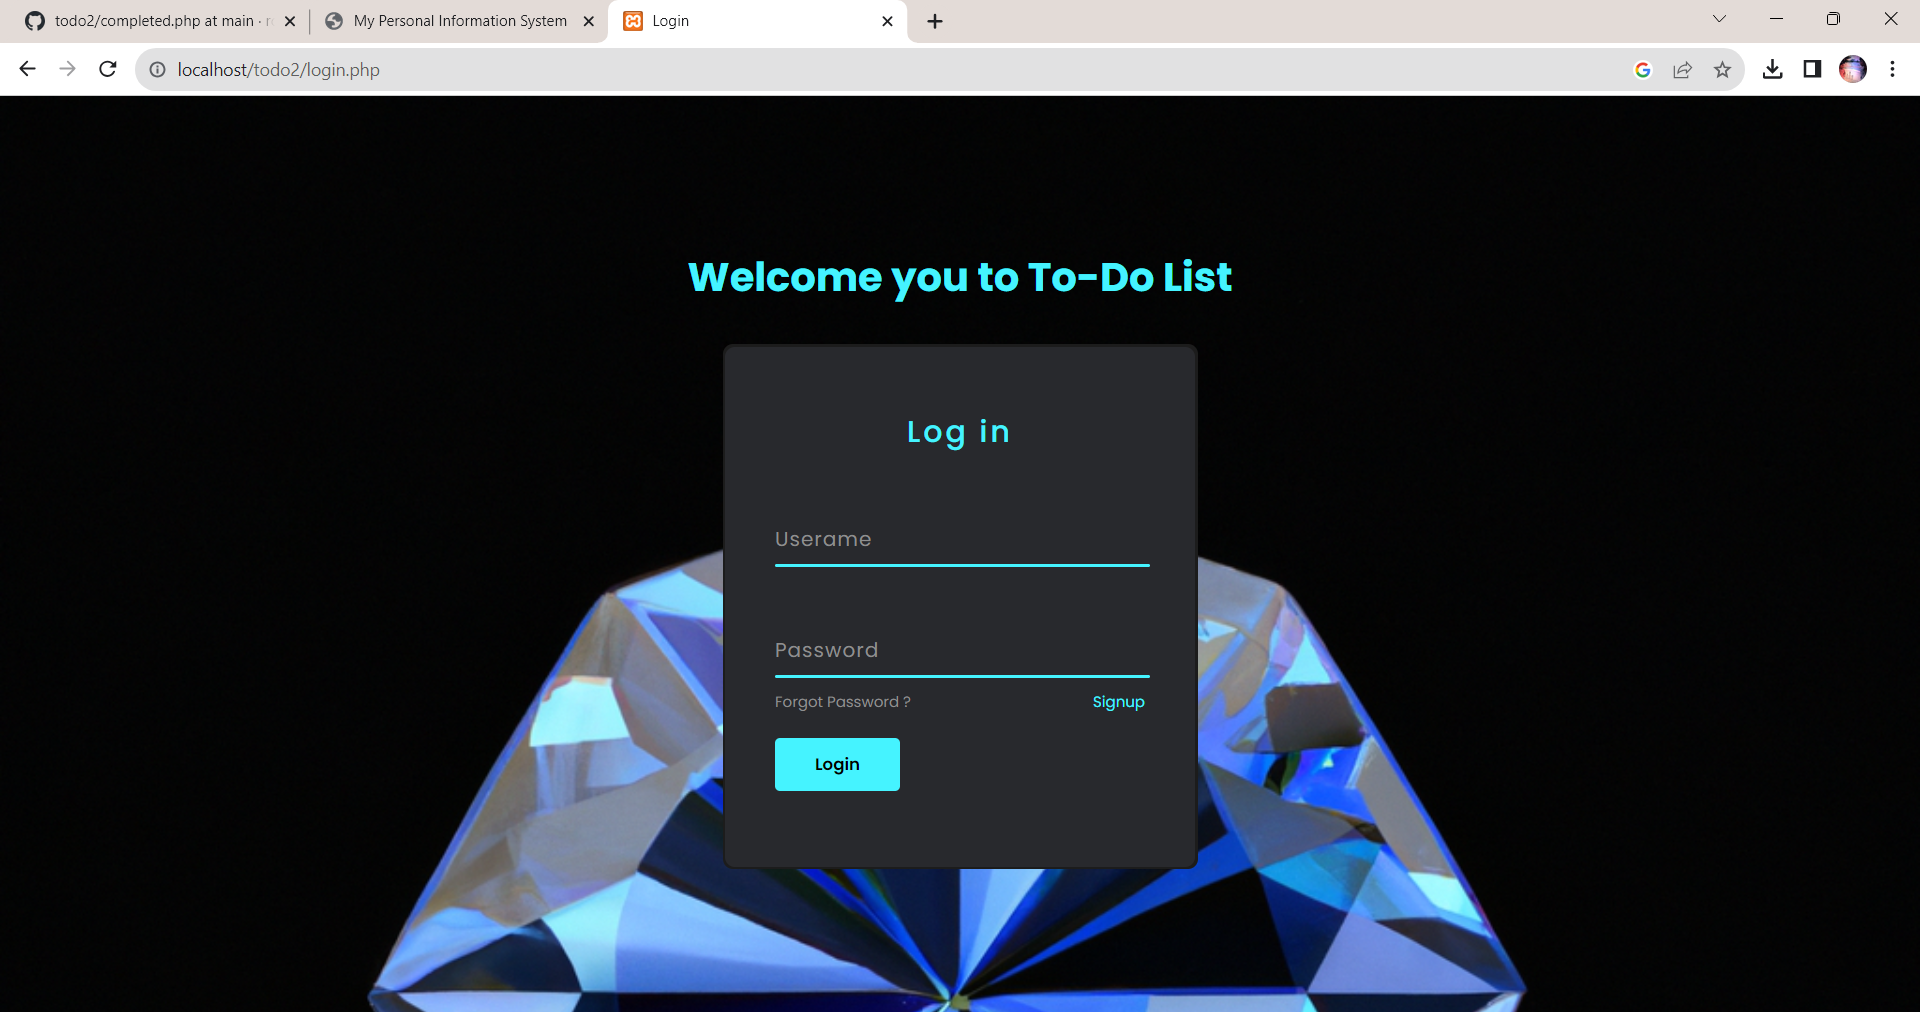 todo2/completed.php at main ·
My Personal Information System
Login
localhost/todo2/login.php
Welcome you to To-Do List
Log in
Userame
Password
Forgot Password ?
Signup
Login